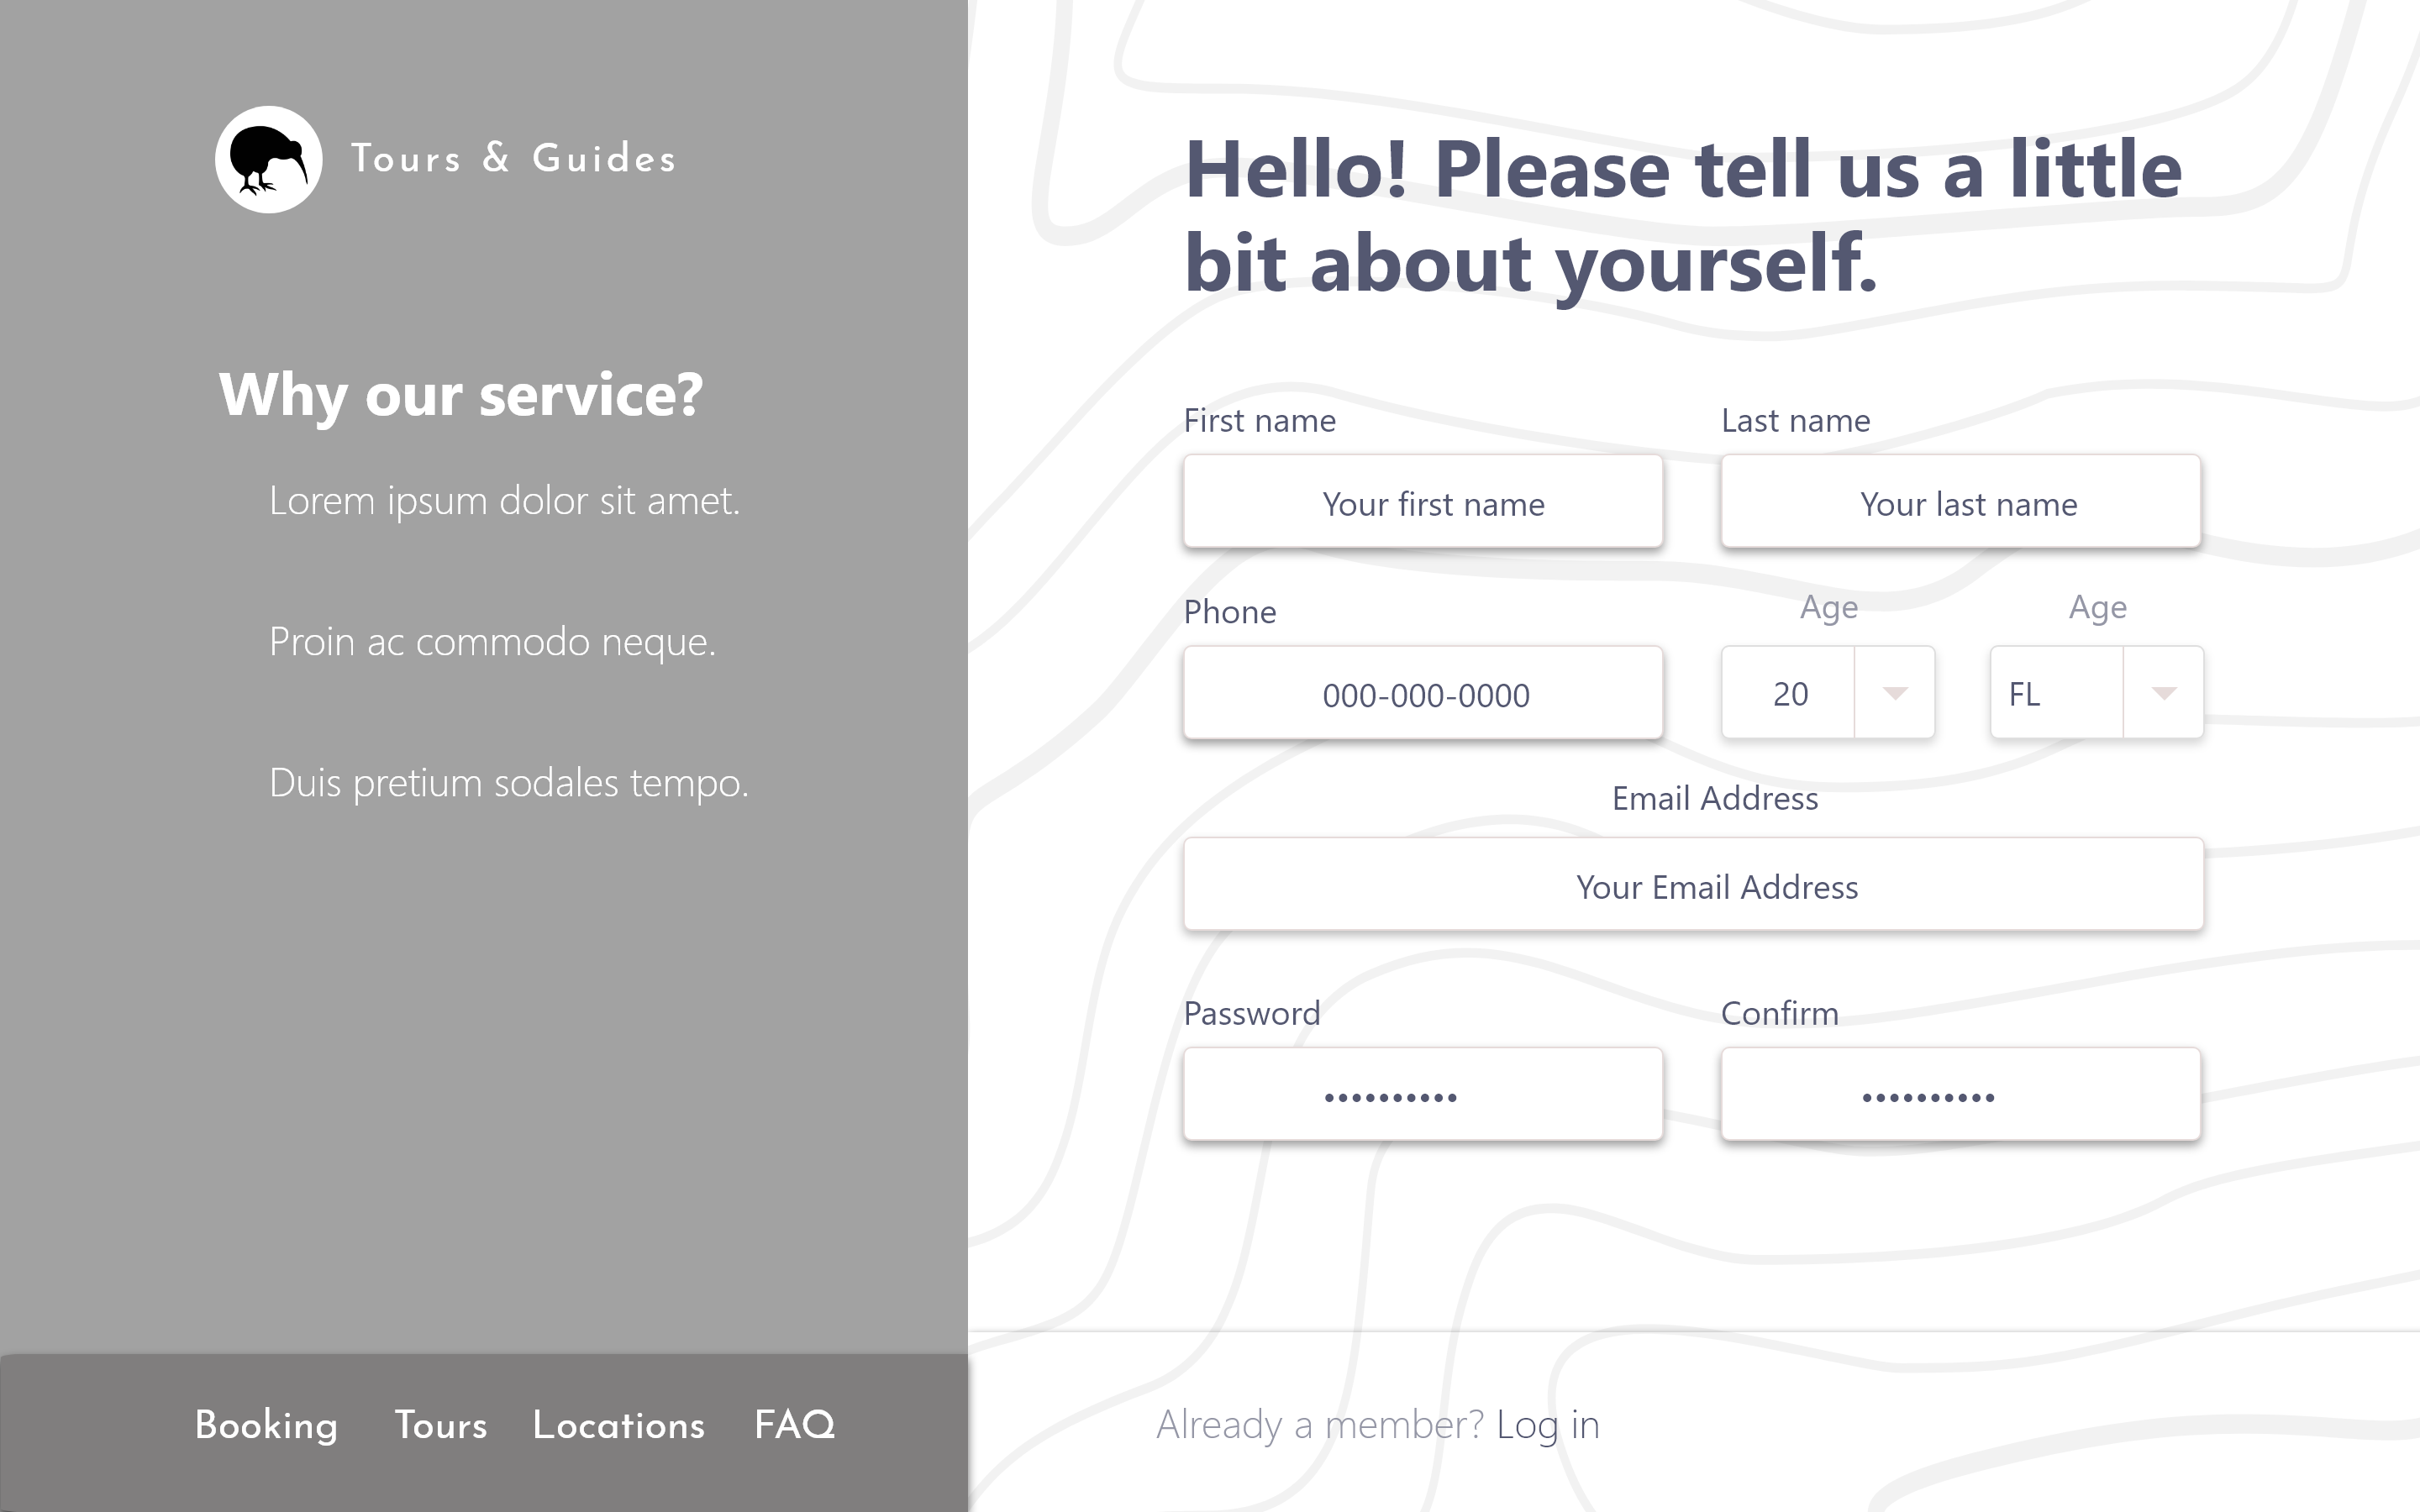 Tours & Guides
Why our service?
Lorem ipsum dolor sit amet.
Proin ac commodo neque.
Duis pretium sodales tempo.
Booking Tours Locations FAQ
Hello! Please tell us a little
bit about yourself.
First name Last name
Your first name Your last name
Phone Age Age
000-000-0000 20 FL
Email Address
Your Email Address
Password Confirm
•••••••••• ••••••••••
Already a member? Log in